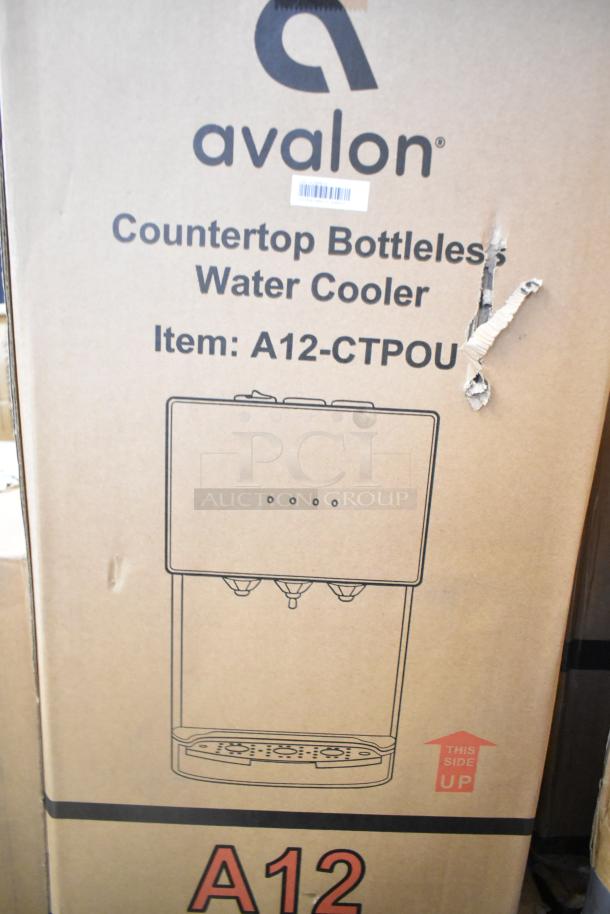 avalon®
Countertop Bottleless
Water Cooler
Item: A12-CTPOU
PCi
AUCTION GROUP
THIS
SIDE
UP
A12